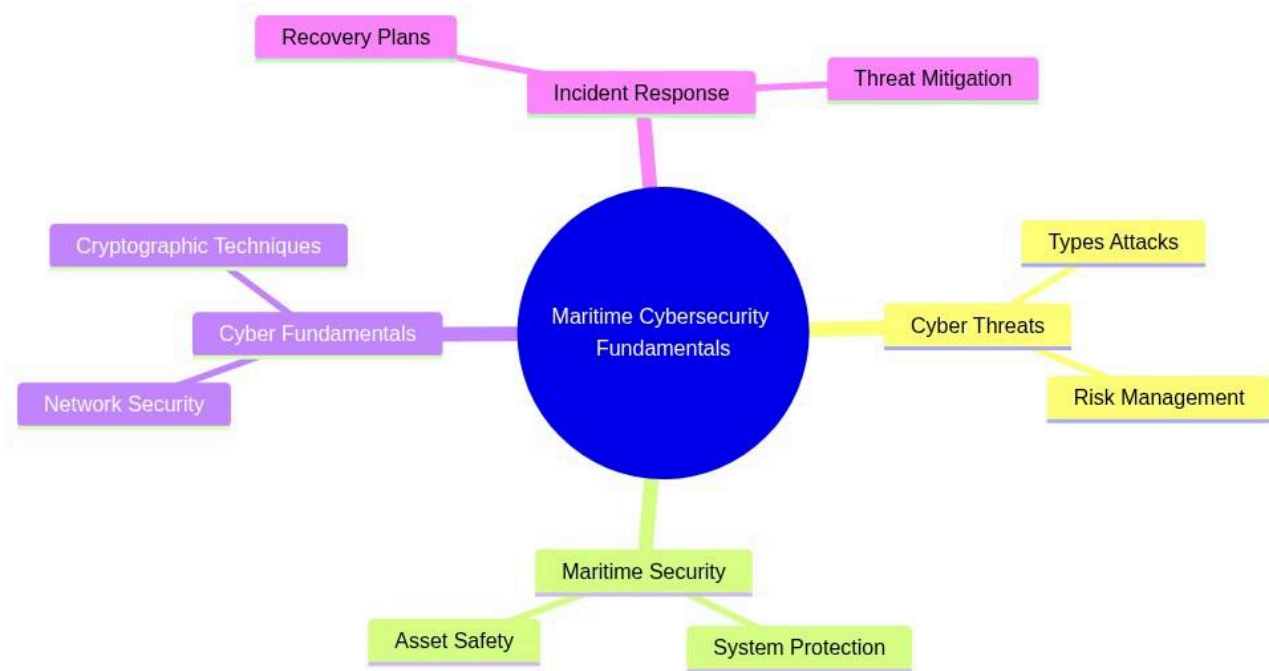 Recovery Plans
Incident Response
Threat Mitigation
Cryptographic Techniques
Cyber Fundamentals
Network Security
Maritime Cybersecurity
Fundamentals
Types Attacks
Cyber Threats
Risk Management
Maritime Security
Asset Safety
System Protection